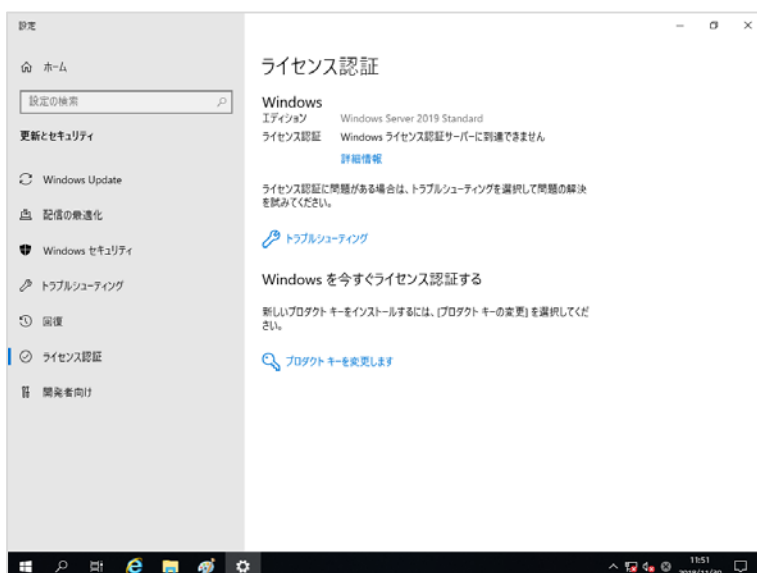 設定
ホーム
設定の検索
更新とセキュリティ
Windows Update
配信の最適化
Windows セキュリティ
トラブルシューティング
回復
ライセンス認証
開発者向け
ライセンス認証
Windows
エディション Windows Server 2019 Standard
ライセンス認証 Windows ライセンス認証サーバーに到達できません
詳細情報
ライセンス認証に問題がある場合は、トラブルシューティングを選択して問題の解決
を試みてください。
トラブルシューティング
Windows を今すぐライセンス認証する
新しいプロダクト キーをインストールするには、[プロダクト キーの変更] を選択してくだ
さい。
プロダクト キーを変更します
11:51